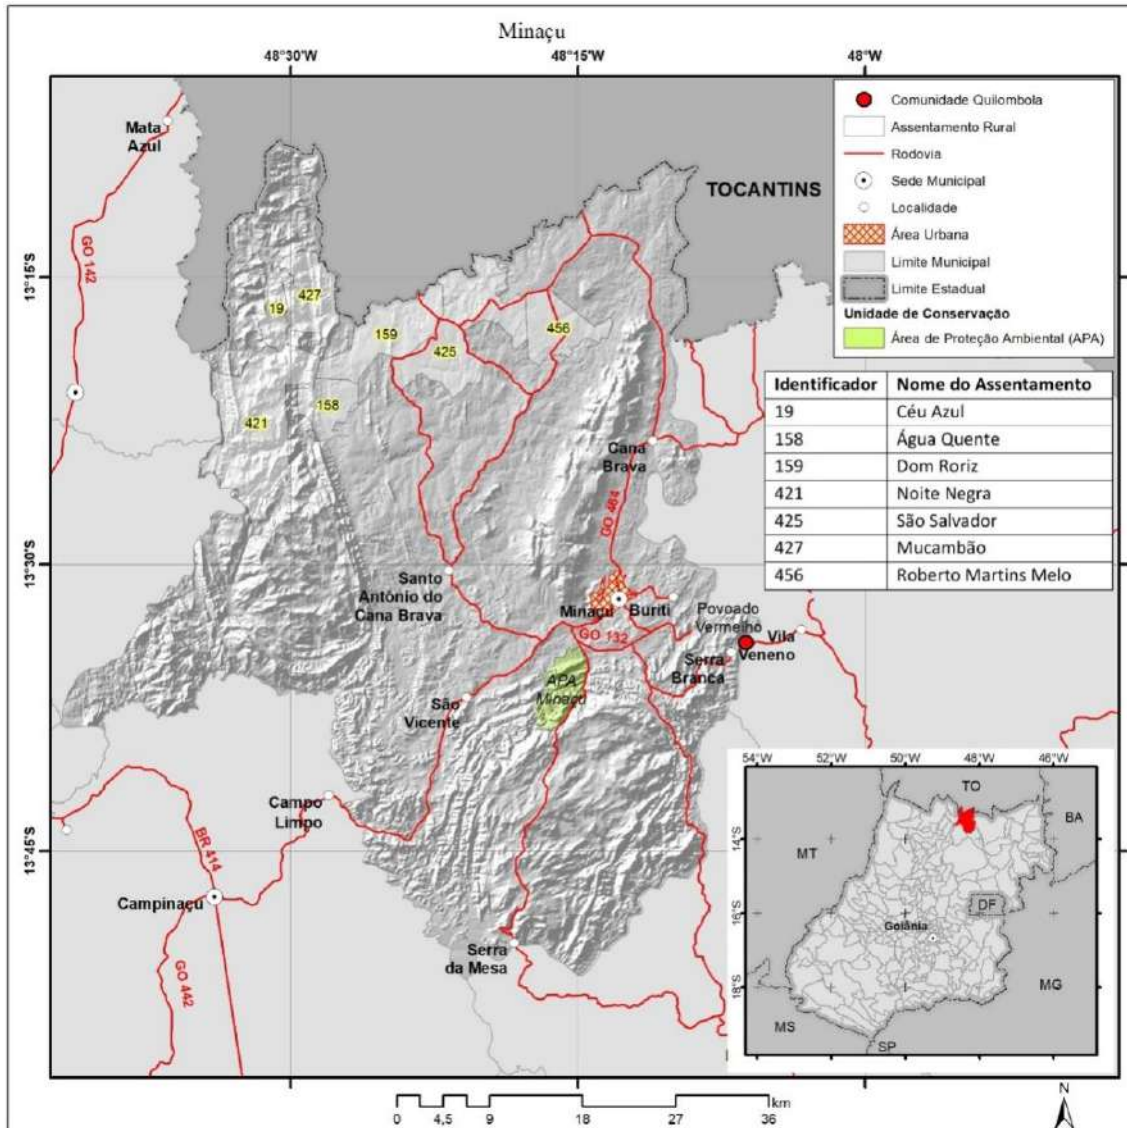 Minaçu
48°30'W
48°15'W
48°W
Comunidade Quilombola
Assentamento Rural
Rodovia
Sede Municipal
Localidade
Área Urbana
Limite Municipal
Limite Estadual
Unidade de Conservação
Área de Proteção Ambiental (APA)
Mata
Azul
TOCANTINS
GO 142
13°15'S
427
19
159
425
456
158
421
Identificador Nome do Assentamento
19 Céu Azul
158 Água Quente
159 Dom Roriz
421 Noite Negra
425 São Salvador
427 Mucambão
456 Roberto Martins Melo
Cana
Brava
GO 464
13°30'S
Santo
Antônio do
Cana Brava
Minaçu
Buriti
Povoado
Vermelho
GO 132
Vila
Veneno
Serra
Branca
APA
Minaçu
São
Vicente
Campo
Limpo
13°45'S
BR 414
Campinaçu
GO 442
Serra
da Mesa
54°W
52°W
50°W
48°W
46°W
TO
BA
MT
14°S
DF
16°S
Goiânia
18°S
MG
MS
SP
km
0
4,5
9
18
27
36
N